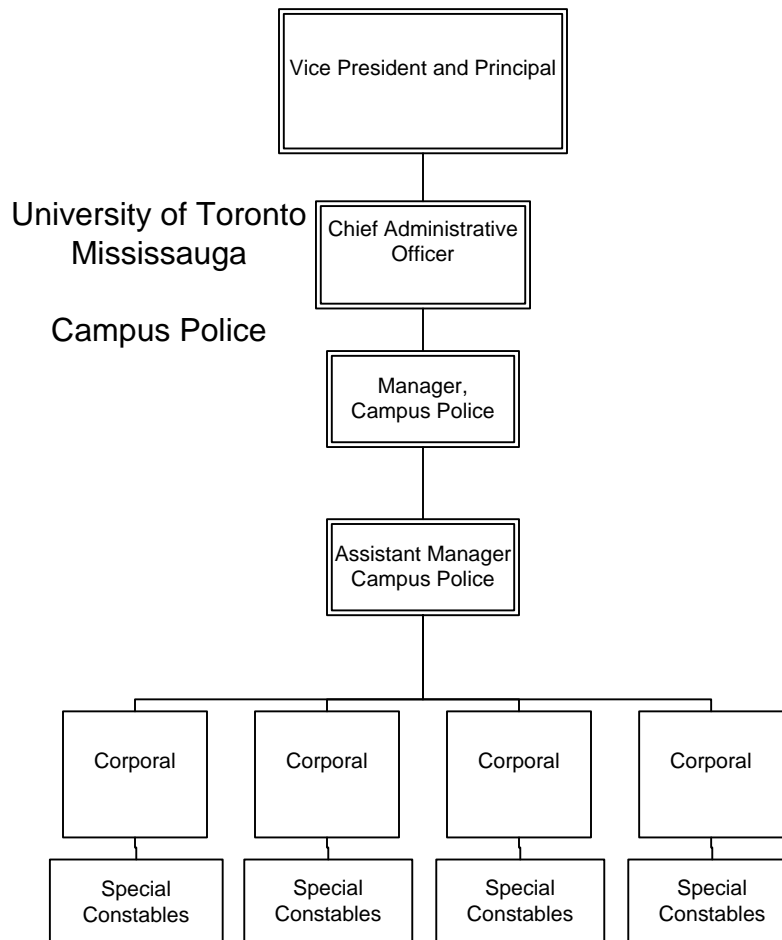 Vice President and Principal
University of Toronto
Mississauga
Campus Police
Chief Administrative
Officer
Manager,
Campus Police
Assistant Manager
Campus Police
Corporal
Corporal
Corporal
Corporal
Special
Constables
Special
Constables
Special
Constables
Special
Constables